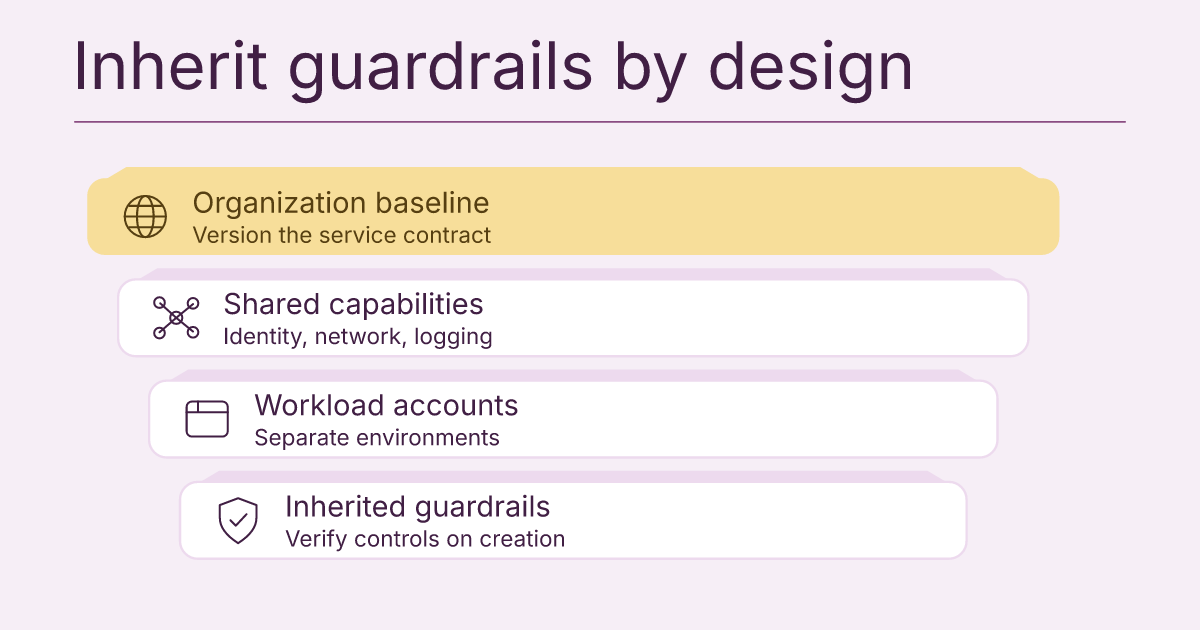 Inherit guardrails by design
Organization baseline
Version the service contract
Shared capabilities
Identity, network, logging
Workload accounts
Separate environments
Inherited guardrails
Verify controls on creation